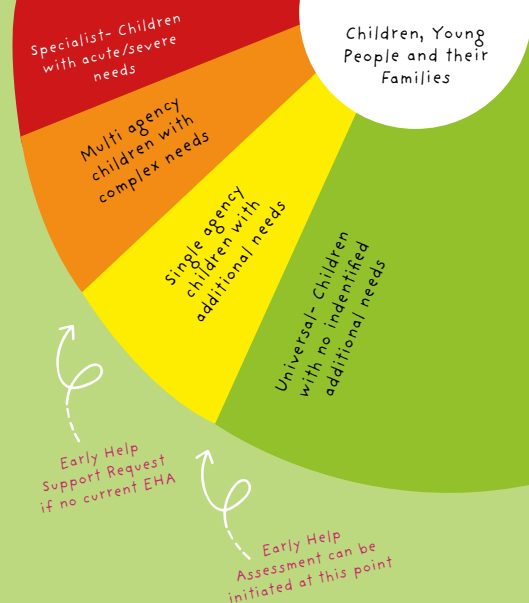 Children, Young
People and their
Families
Specialist- Children
with acute/severe
needs
Multi agency
children with
complex needs
Single agency
children with
additional needs
Universal- Children
with no indentified
additional needs
Early Help
Support Request
if no current EHA
Early Help
Assessment can be
initiated at this point